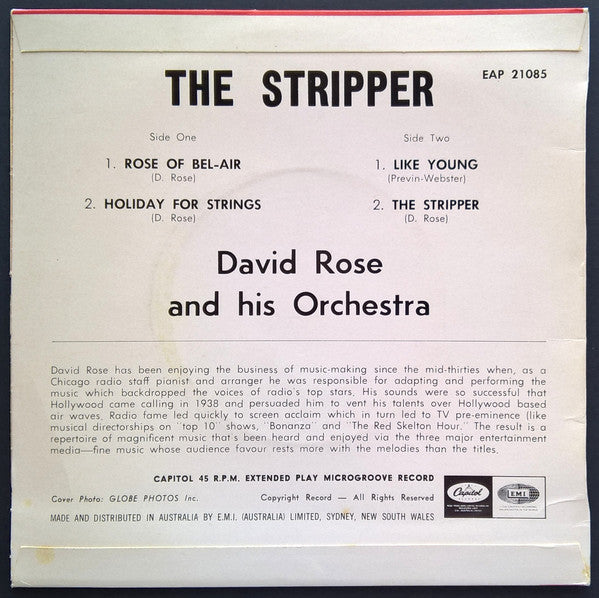 THE STRIPPER
EAP 21085
Side One
1. ROSE OF BEL-AIR
(D. Rose)
2. HOLIDAY FOR STRINGS
(D. Rose)
Side Two
1. LIKE YOUNG
(Previn-Webster)
2. THE STRIPPER
(D. Rose)
David Rose
and his Orchestra
David Rose has been enjoying the business of music-making since the mid-thirties when, as a
Chicago radio staff pianist and arranger he was responsible for adapting and performing the
music which backdropped the voices of radio's top stars. His sounds were so successful that
Hollywood came calling in 1938 and persuaded him to vent his talents over Hollywood based
air waves. Radio fame led quickly to screen acclaim which in turn led to TV pre-eminence (like
musical directorships on "top 10" shows, "Bonanza" and "The Red Skelton Hour." The result is a
repertoire of magnificent music that's been heard and enjoyed via the three major entertainment
media—fine music whose audience favour rests more with the melodies than the titles.
CAPITOL 45 R.P.M. EXTENDED PLAY MICROGROOVE RECORD
Cover Photo: GLOBE PHOTOS Inc.
Copyright Record — All Rights Reserved
MADE AND DISTRIBUTED IN AUSTRALIA BY E.M.I. (AUSTRALIA) LIMITED, SYDNEY, NEW SOUTH WALES
Capitol
EMI